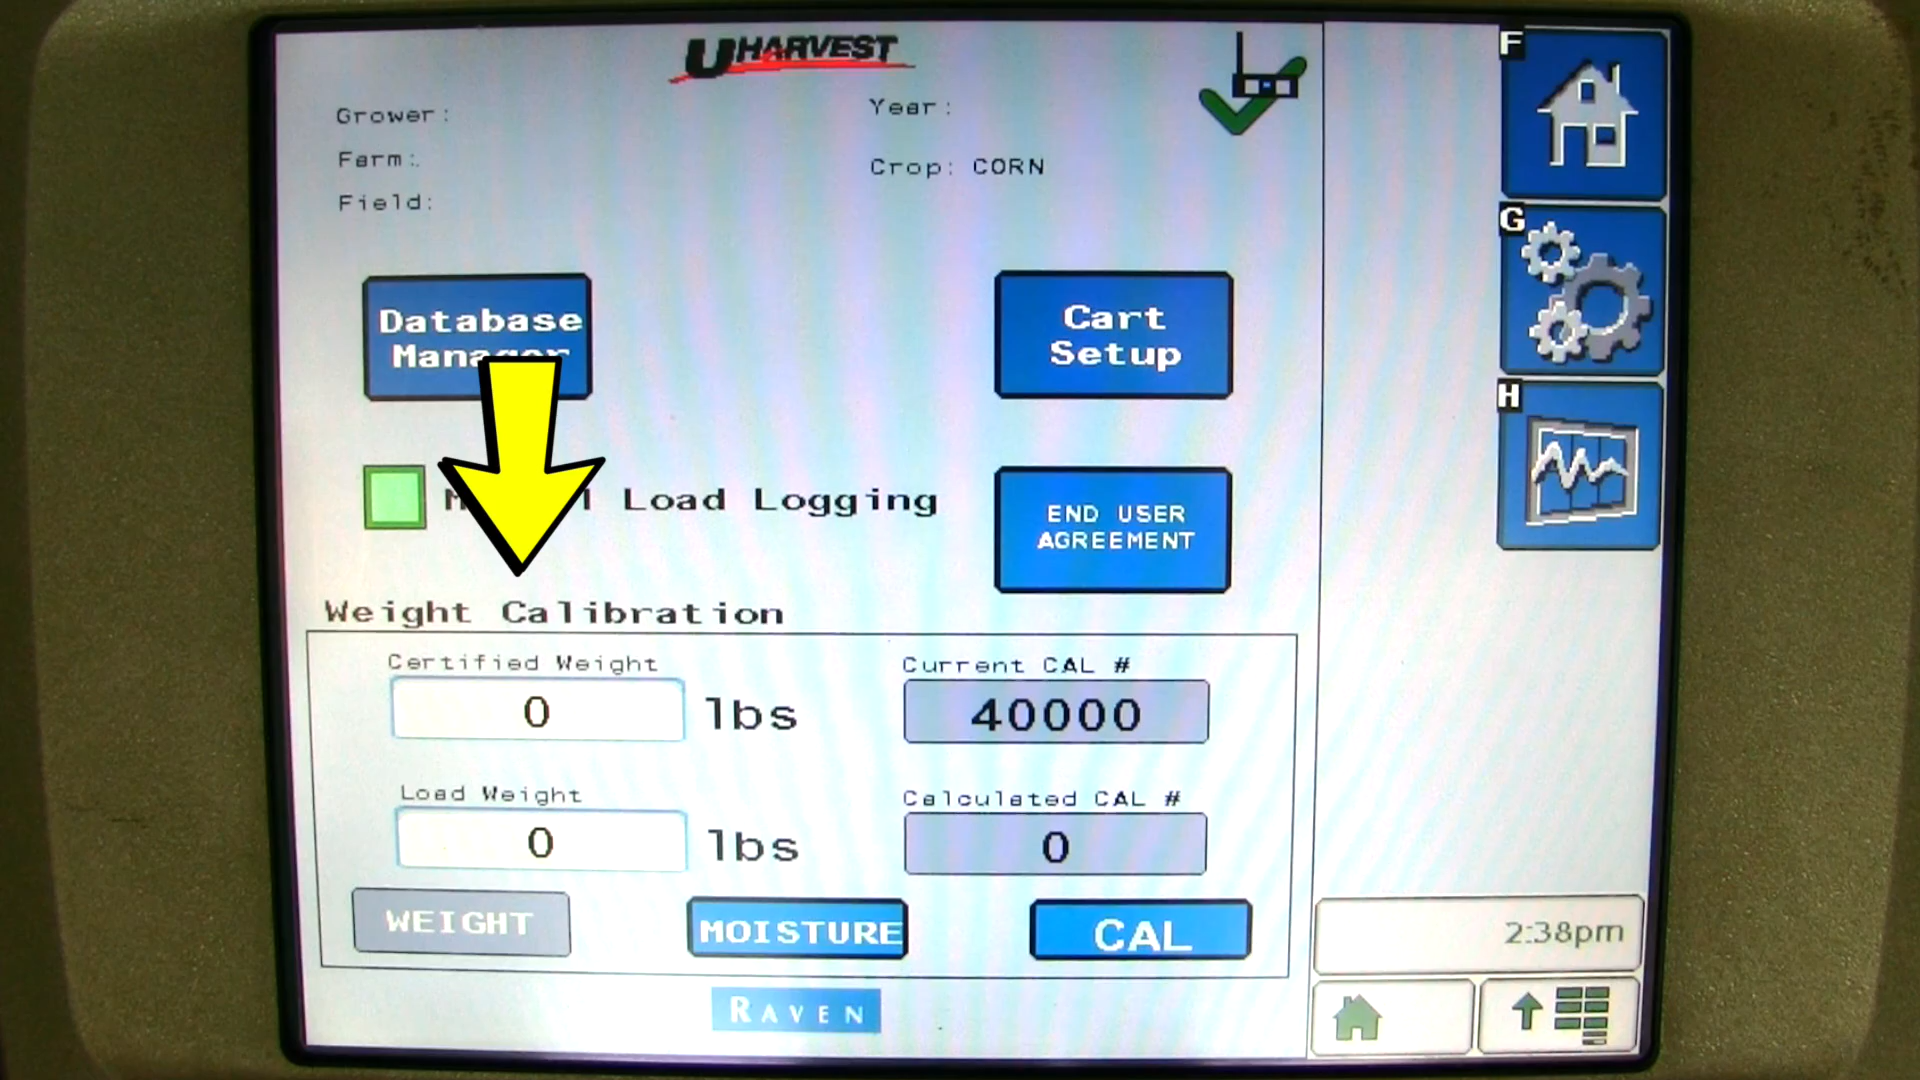 UHARVEST
Grower:
Year:
Farm:
Crop: CORN
Field:
Database
Manager
Cart
Setup
Load Logging
END USER
AGREEMENT
Weight Calibration
Certified Weight
Current CAL #
0 lbs
40000
Load Weight
Calculated CAL #
0 lbs
0
WEIGHT
MOISTURE
CAL
RAVEN
F
G
H
2:38pm